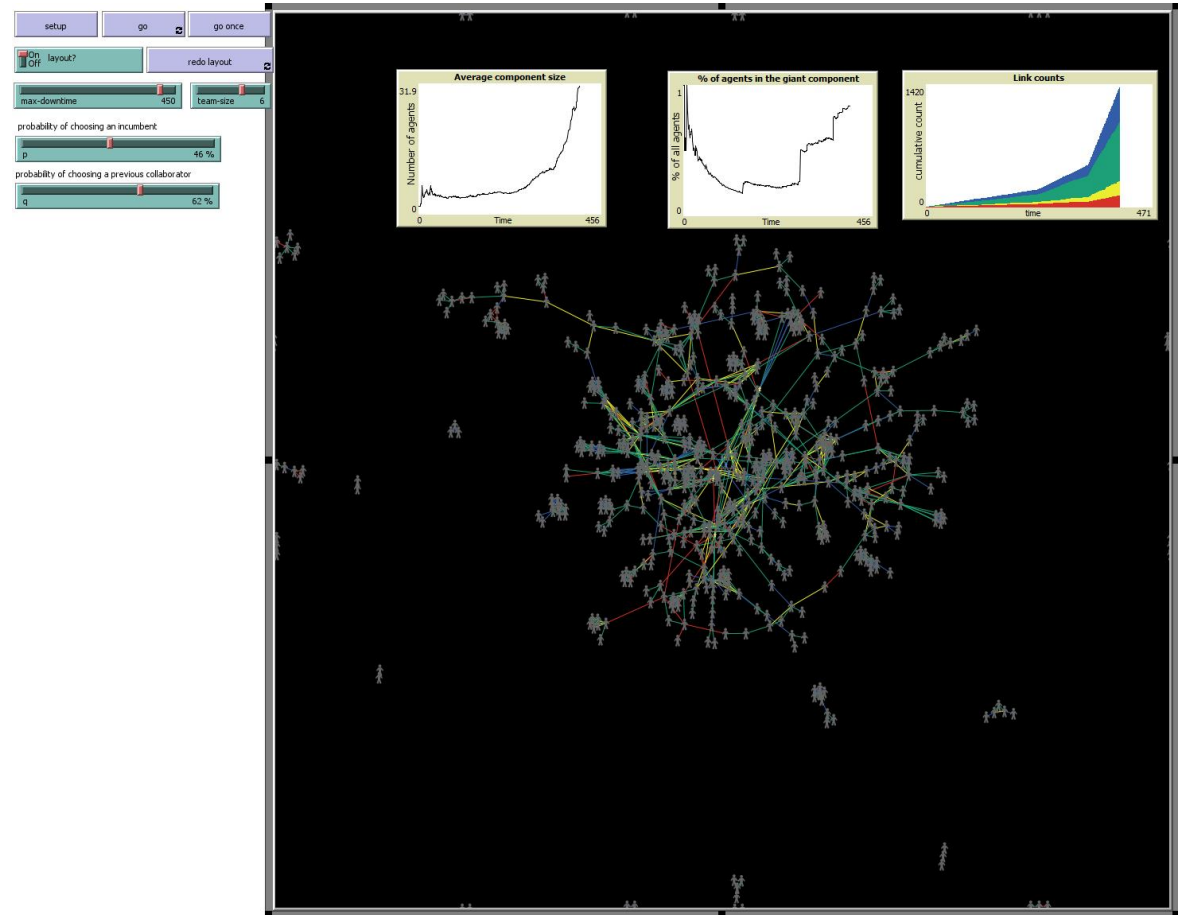 setup
go
go once
On
Off
layout?
redo layout
max-downtime
450
team-size
6
probability of choosing an incumbent
p
46 %
probability of choosing a previous collaborator
q
62 %
Average component size
31.9
Number of agents
0
0
Time
456
% of agents in the giant component
1
% of all agents
0
0
Time
456
Link counts
1420
cumulative count
0
0
time
471